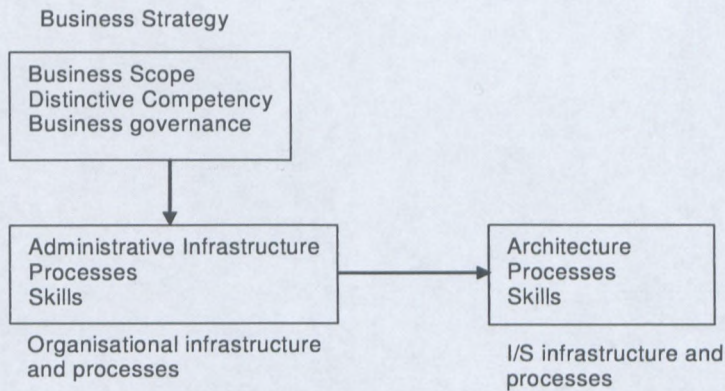 Business Strategy
Business Scope
Distinctive Competency
Business governance
Administrative Infrastructure
Processes
Skills
Organisational infrastructure
and processes
Architecture
Processes
Skills
I/S infrastructure and
processes